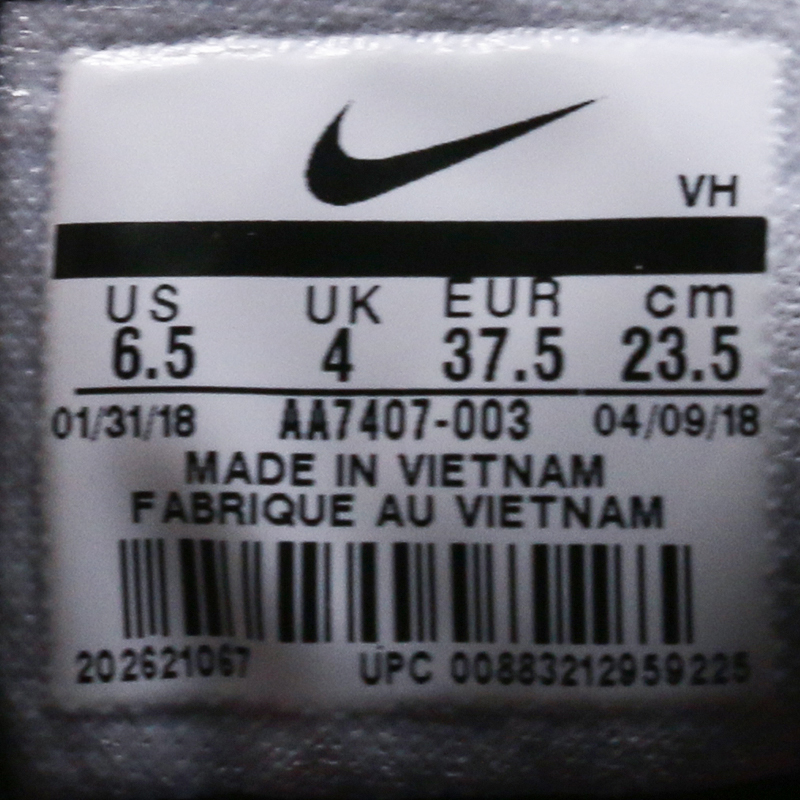 VH
US UK EUR cm
6.5 4 37.5 23.5
01/31/18 AA7407-003 04/09/18
MADE IN VIETNAM
FABRIQUE AU VIETNAM
202621067 UPC 00883212959225